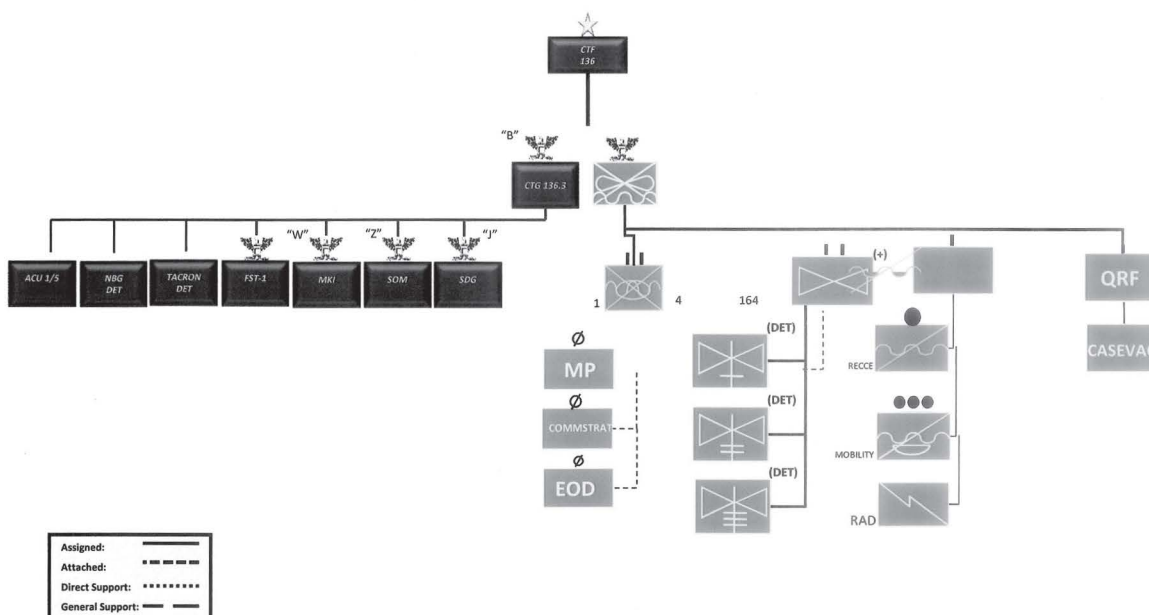 CTF
136
"B"
CTG 136.3
"W"
"Z"
"J"
ACU 1/5
NBG
DET
TACRON
DET
FST-1
MKI
SOM
SDG
1
4
164
(+)
QRF
CASEVAC
Ø
MP
Ø
COMMSTRAT
Ø
EOD
(DET)
(DET)
(DET)
RECCE
MOBILITY
RAD
Assigned:
Attached:
Direct Support:
General Support: